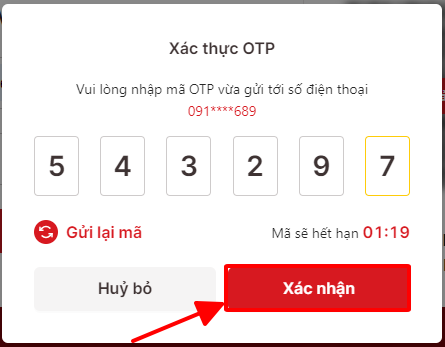 Xác thực OTP
Vui lòng nhập mã OTP vừa gửi tới số điện thoại
091****689
5 4 3 2 9 7
Gửi lại mã Mã sẽ hết hạn 01:19
Huỷ bỏ Xác nhận